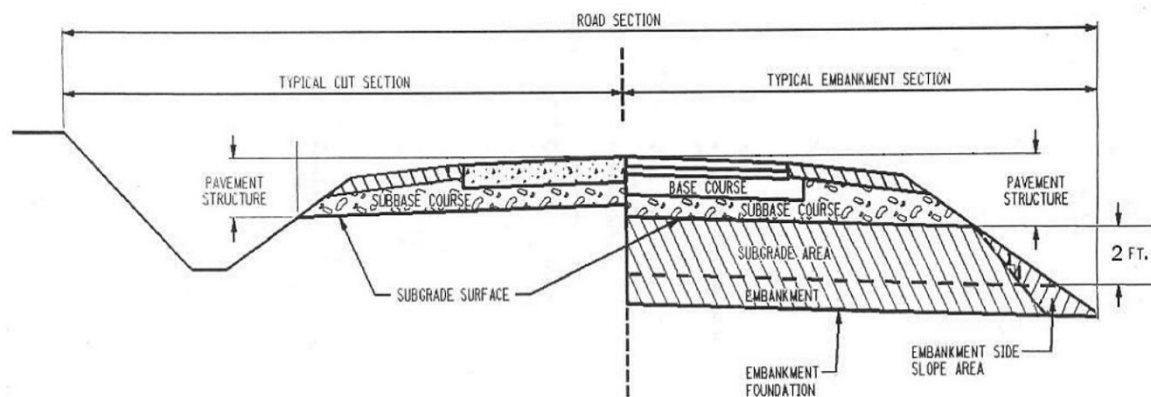 ROAD SECTION
TYPICAL CUT SECTION
TYPICAL EMBANKMENT SECTION
PAVEMENT
STRUCTURE
SUBBASE COURSE
BASE COURSE
SUBBASE COURSE
PAVEMENT
STRUCTURE
SUBGRADE AREA
2 FT.
SUBGRADE SURFACE
EMBANKMENT
EMBANKMENT SIDE
SLOPE AREA
EMBANKMENT
FOUNDATION